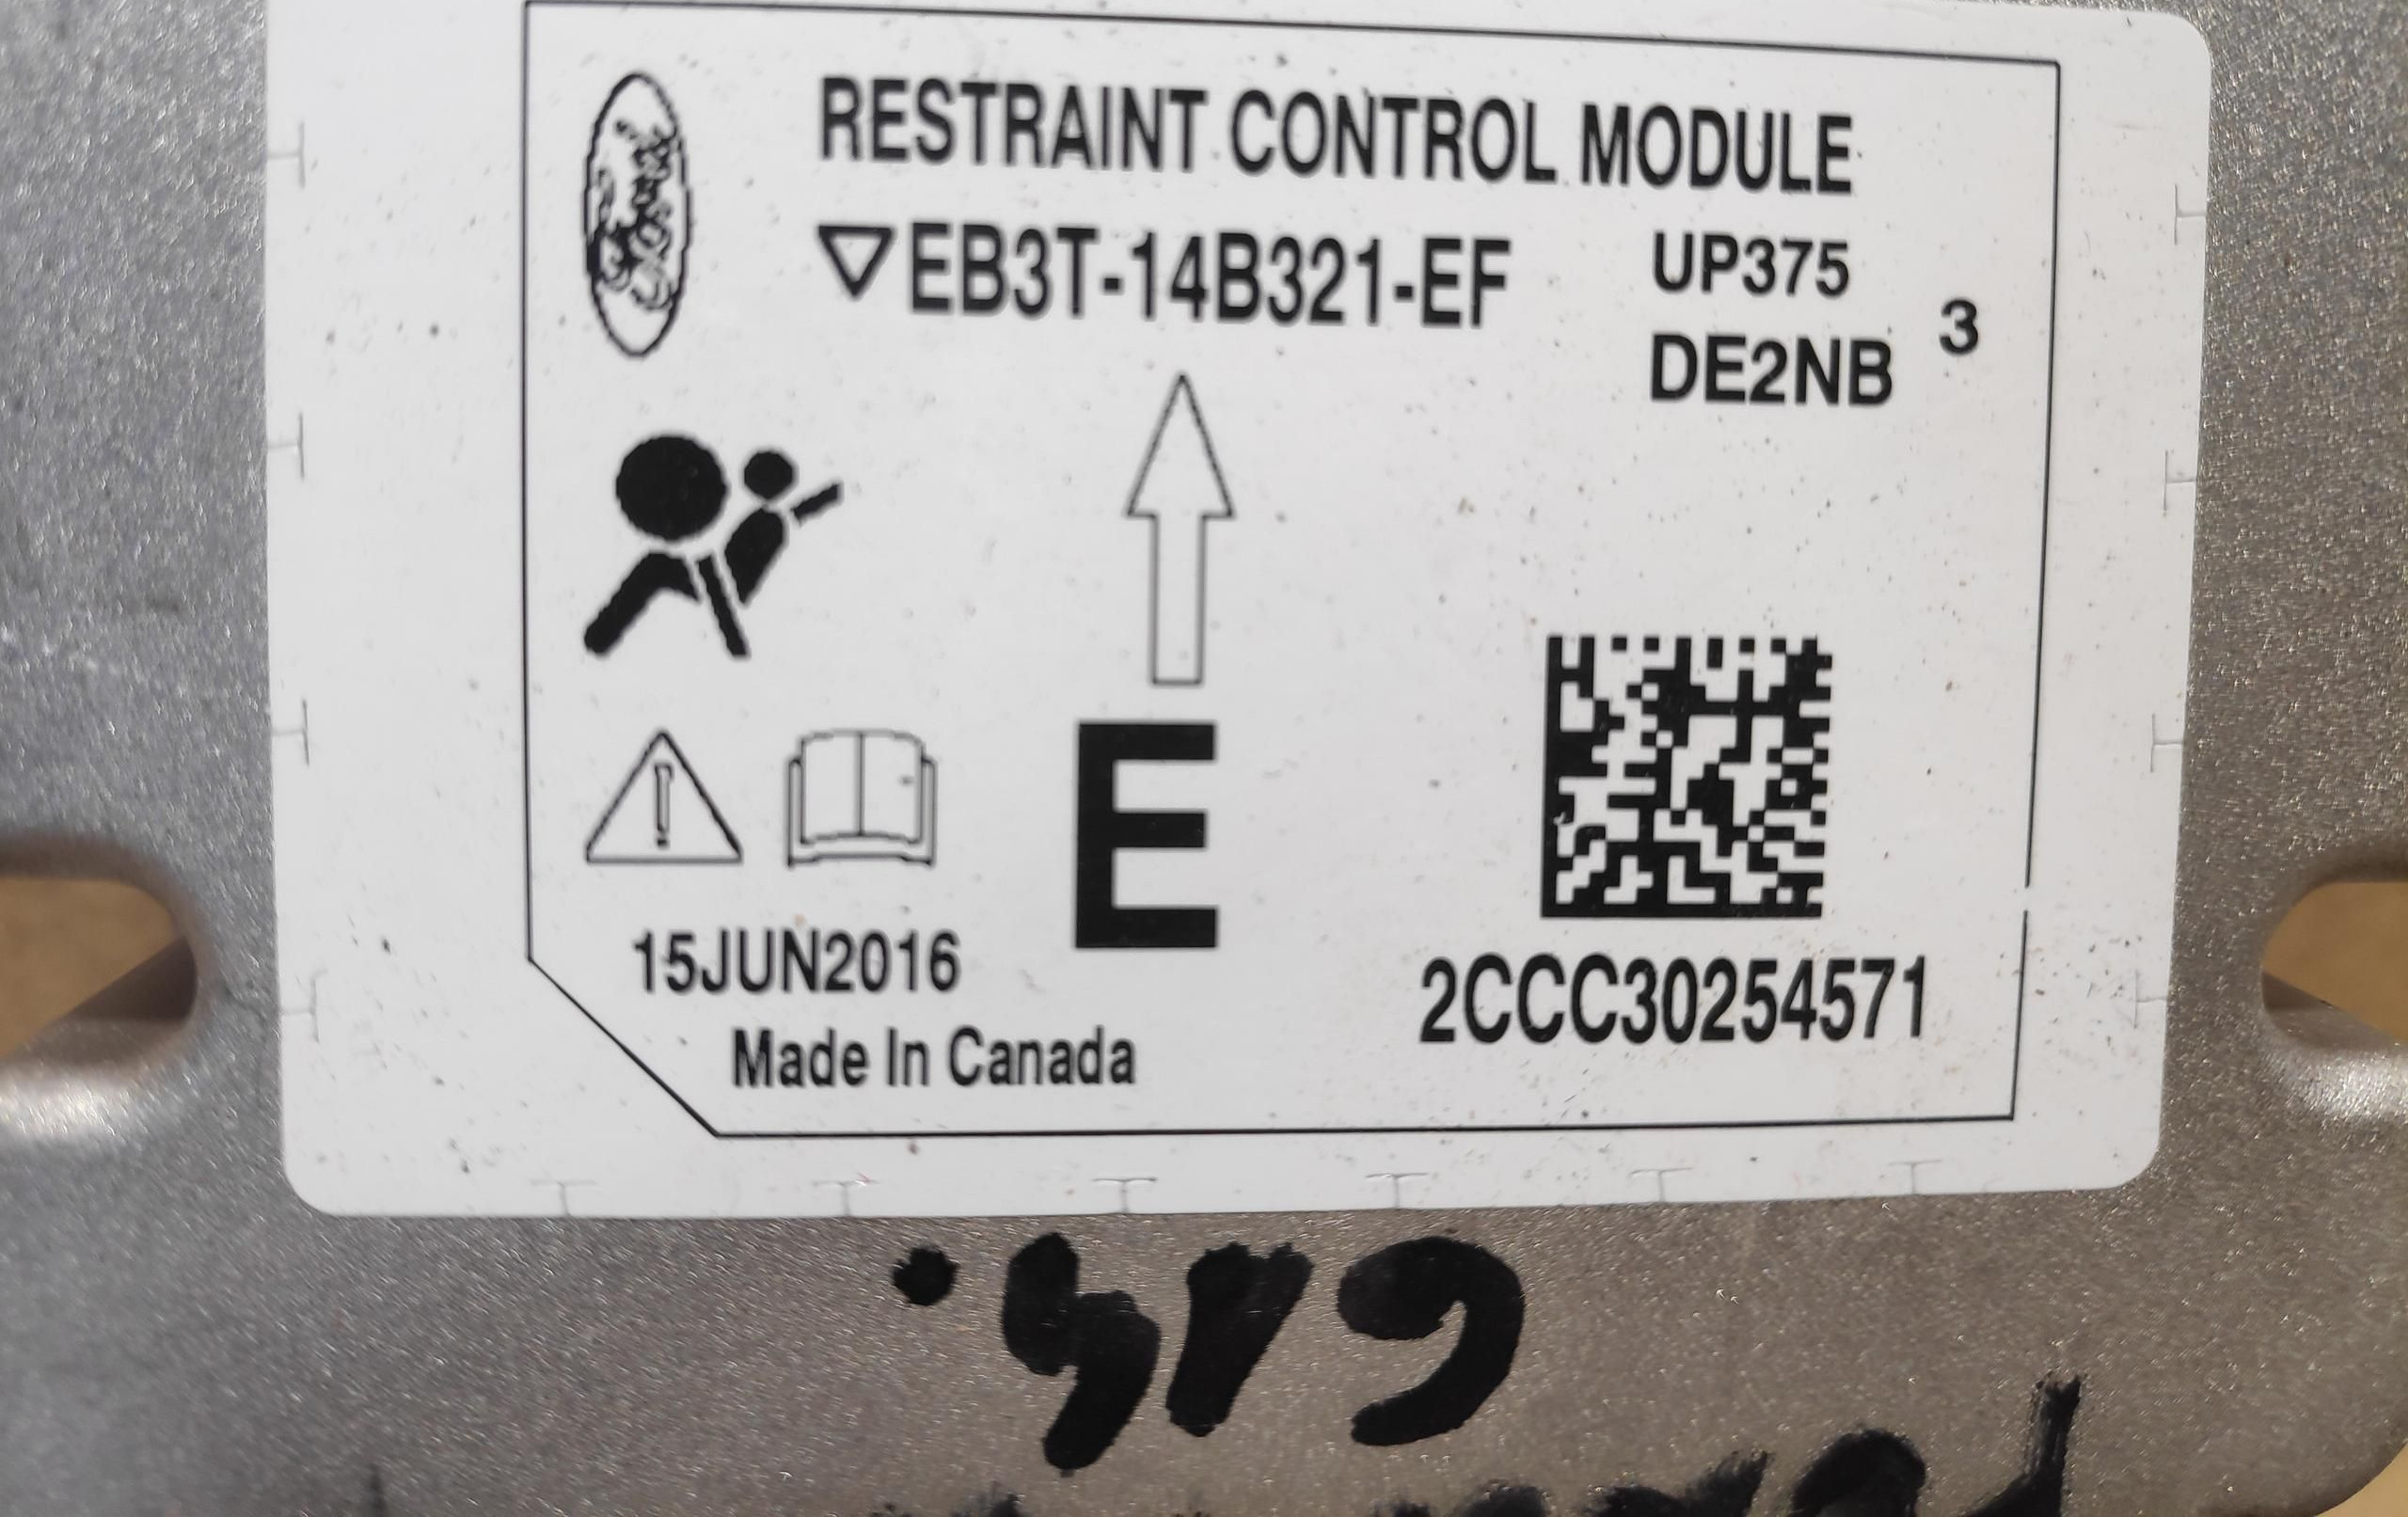 RESTRAINT CONTROL MODULE
EB3T-14B321-EF
UP375
DE2NB
3
E
15JUN2016
Made In Canada
2CCC30254571